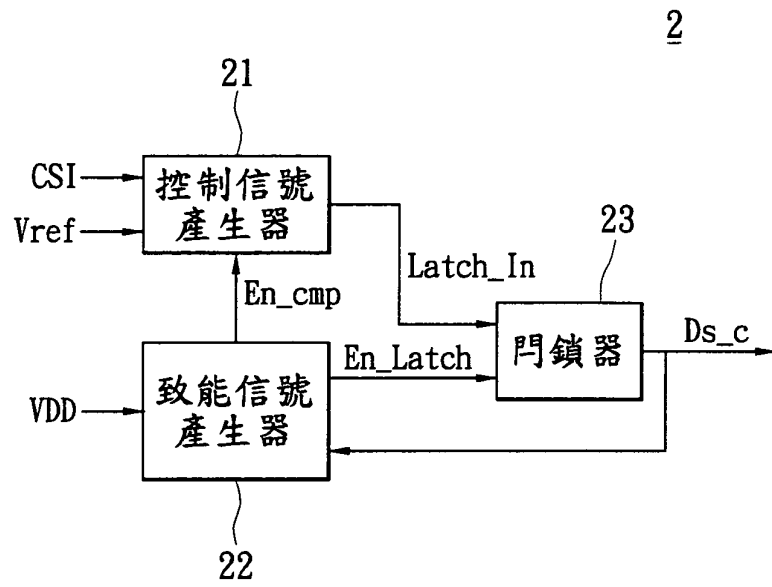 2
21
CSI
控制信號
產生器
Vref
23
Latch_In
En_cmp
Ds_c
En_Latch
閂鎖器
致能信號
VDD
產生器
22